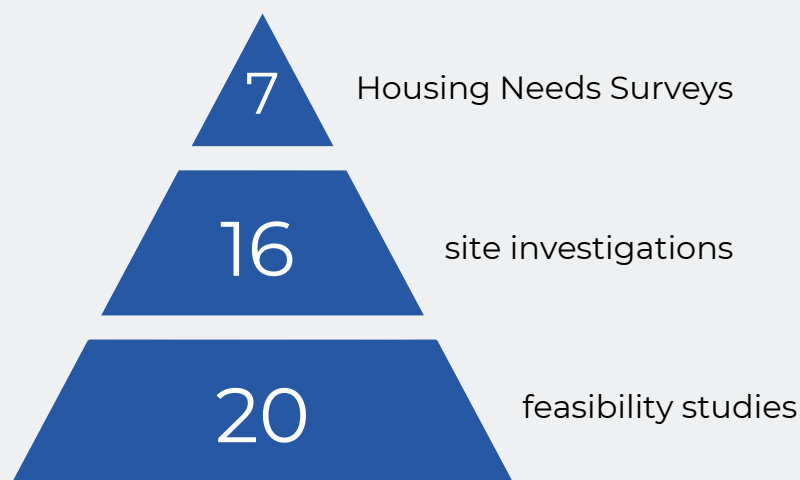 7 Housing Needs Surveys
16 site investigations
20 feasibility studies